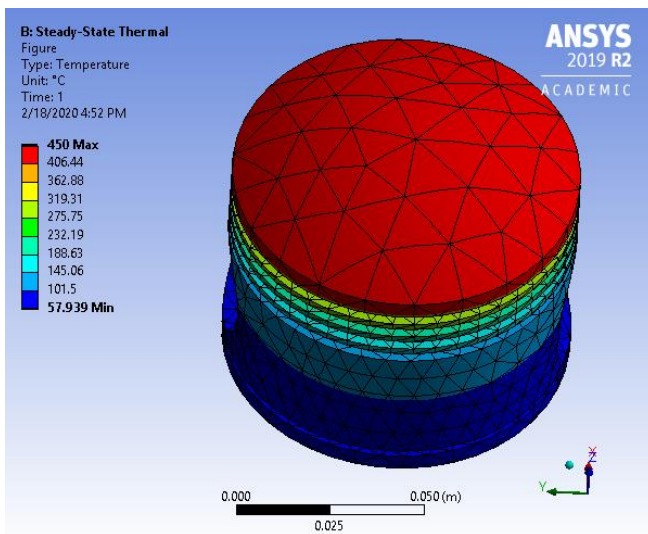 B: Steady-State Thermal
Figure
Type: Temperature
Unit: °C
Time: 1
2/18/2020 4:52 PM
450 Max
406.44
362.88
319.31
275.75
232.19
188.63
145.06
101.5
57.939 Min
ANSYS
2019 R2
ACADEMIC
0.000
0.050 (m)
0.025
X
Z
Y